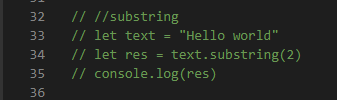 32 // //substring
33 // let text = "Hello world"
34 // let res = text.substring(2)
35 // console.log(res)
36